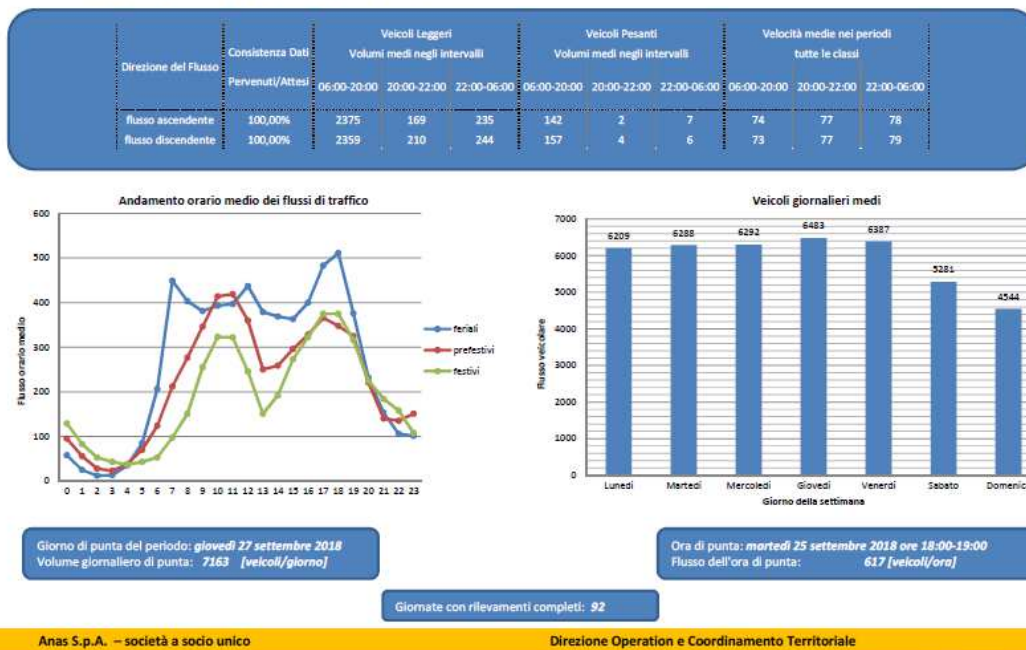 Veicoli Leggeri Veicoli Pesanti Velocità medie nei periodi
Direzione del Flusso Consistenza Dati Volumi medi negli intervalli Volumi medi negli intervalli tutte le classi
Pervenuti/Attesi 06:00-20:00 20:00-22:00 22:00-06:00 06:00-20:00 20:00-22:00 22:00-06:00 06:00-20:00 20:00-22:00 22:00-06:00
flusso ascendente 100,00% 2375 169 235 142 2 7 74 77 78
flusso discendente 100,00% 2359 210 244 157 4 6 73 77 79
Andamento orario medio dei flussi di traffico
Flusso orario medio
600
500
400
300
200
100
0
0 1 2 3 4 5 6 7 8 9 10 11 12 13 14 15 16 17 18 19 20 21 22 23
feriali
prefestivi
festivi
Veicoli giornalieri medi
Flusso veicolare
7000
6000
5000
4000
3000
2000
1000
0
6209 6288 6292 6483 6387 5281 4544
Lunedì Martedì Mercoledì Giovedì Venerdì Sabato Domenic
Giorno della settimana
Giorno di punta del periodo: giovedì 27 settembre 2018
Volume giornaliero di punta: 7163 [veicoli/giorno]
Ora di punta: martedì 25 settembre 2018 ore 18:00-19:00
Flusso dell'ora di punta: 617 [veicoli/ora]
Giornate con rilevamenti completi: 92
Anas S.p.A. – società a socio unico
Direzione Operation e Coordinamento Territoriale